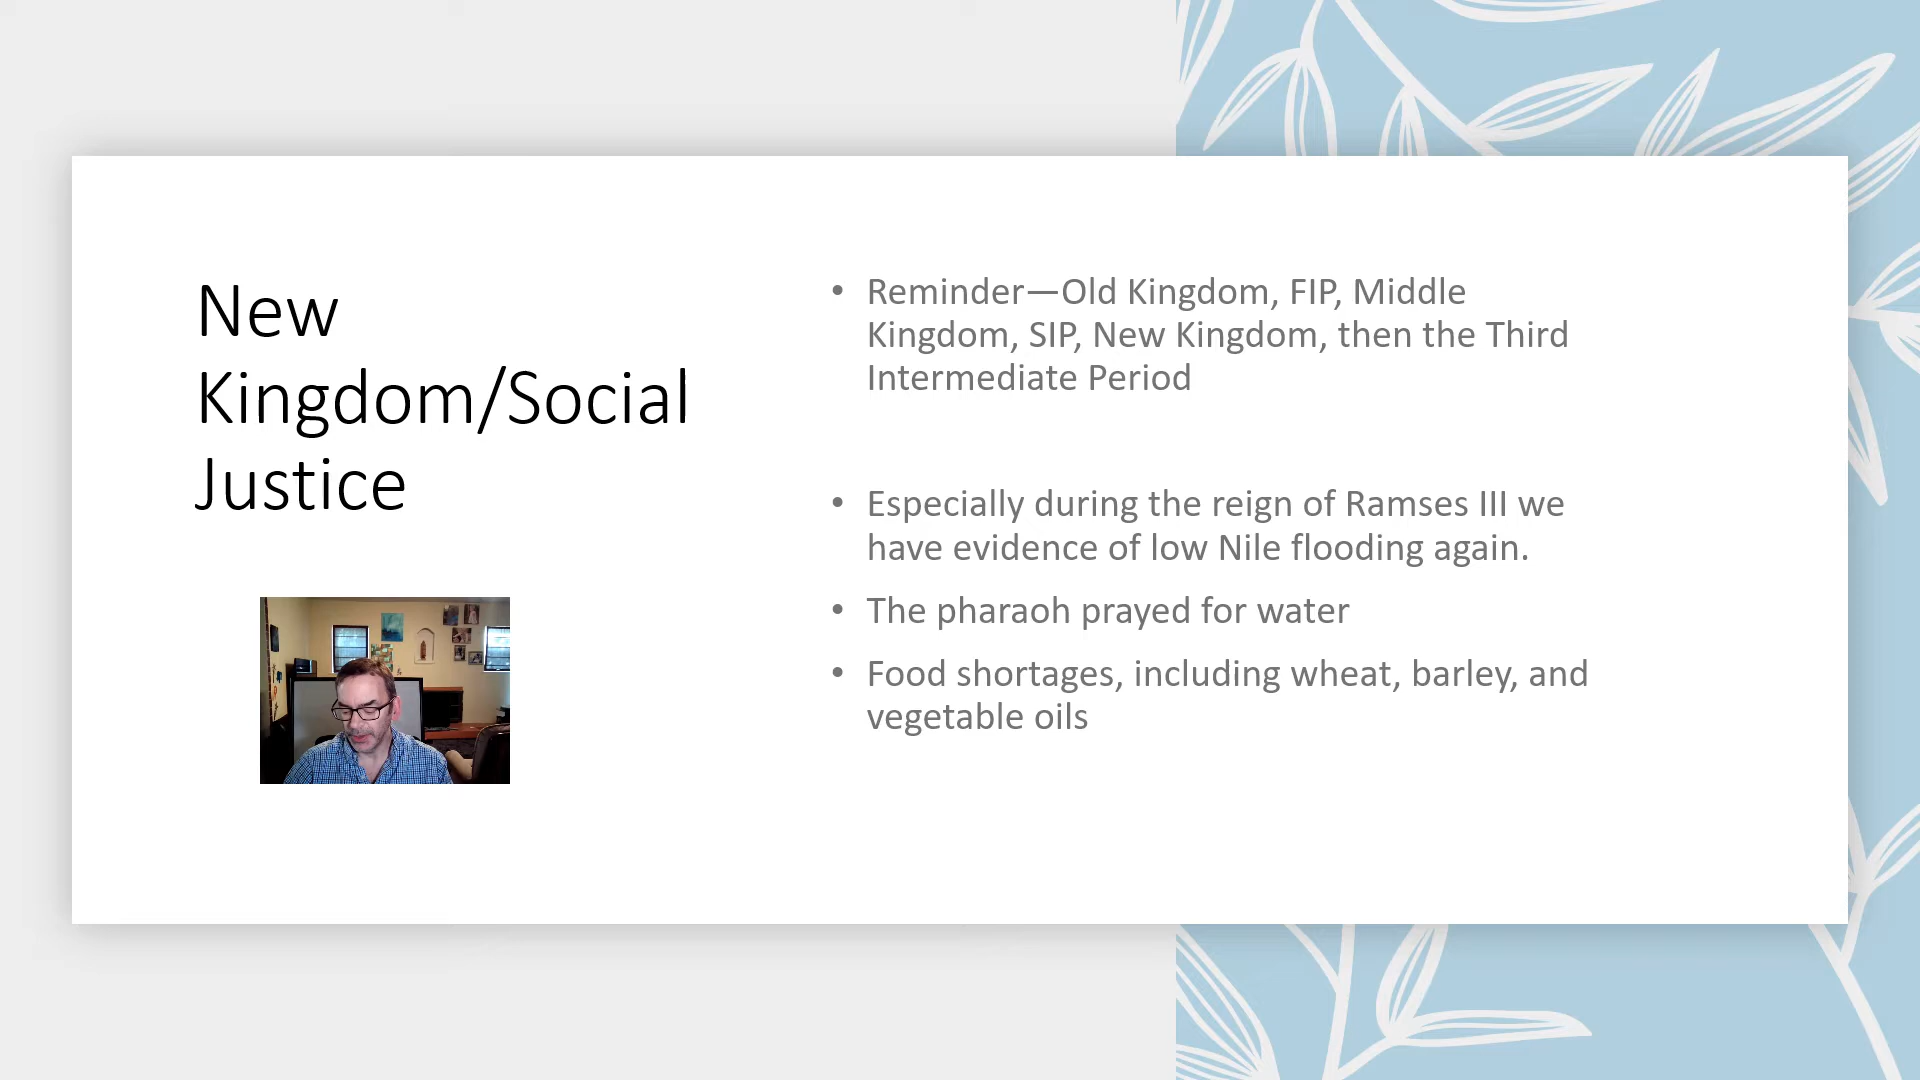 New
Kingdom/Social
Justice
• Reminder—Old Kingdom, FIP, Middle
Kingdom, SIP, New Kingdom, then the Third
Intermediate Period
• Especially during the reign of Ramses III we
have evidence of low Nile flooding again.
• The pharaoh prayed for water
• Food shortages, including wheat, barley, and
vegetable oils